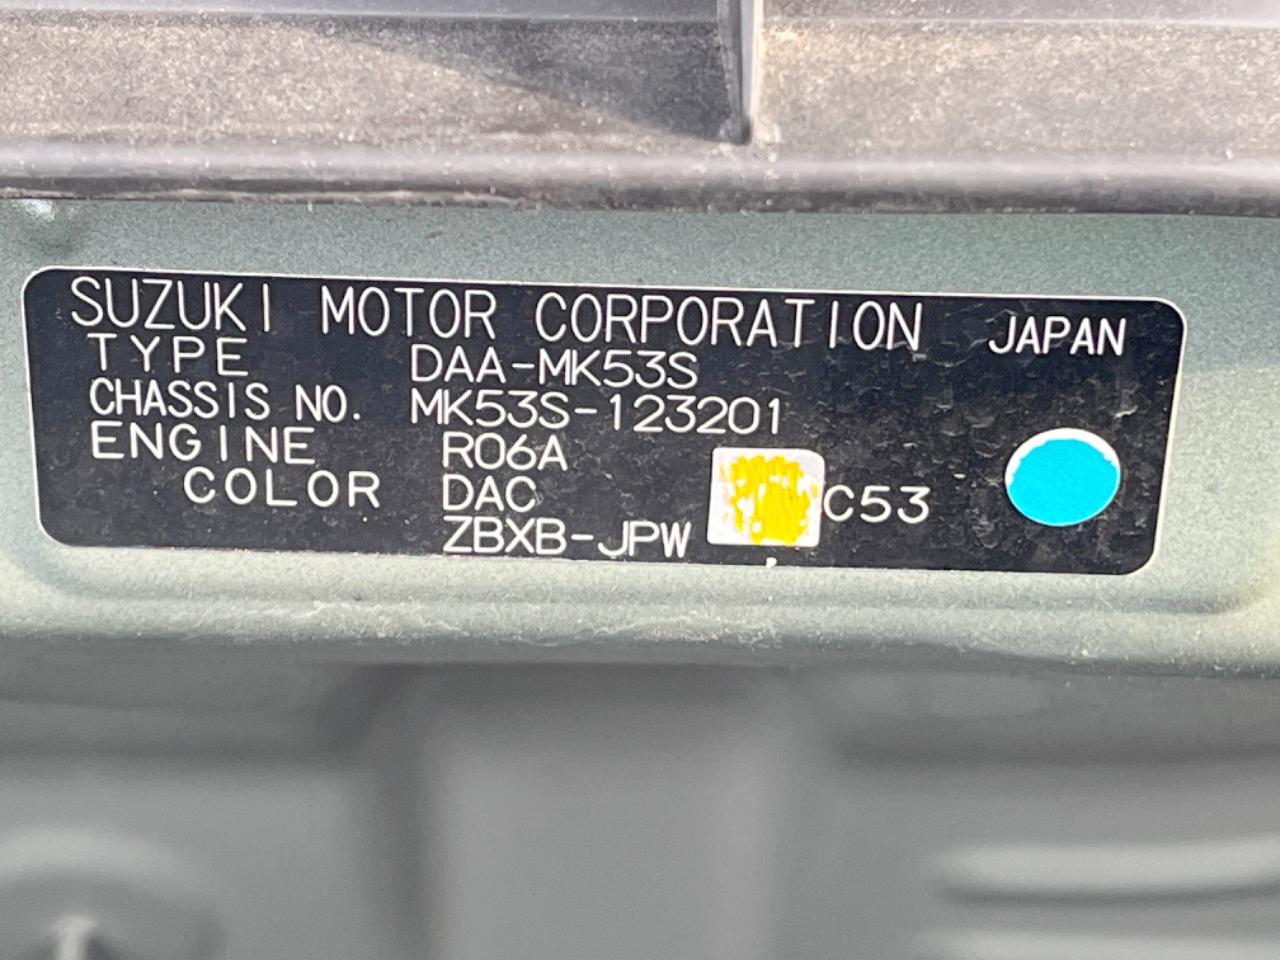 SUZUKI MOTOR CORPORATION JAPAN
TYPE DAA-MK53S
CHASSIS NO. MK53S-123201
ENGINE R06A
COLOR DAC C53
ZBXB-JPW